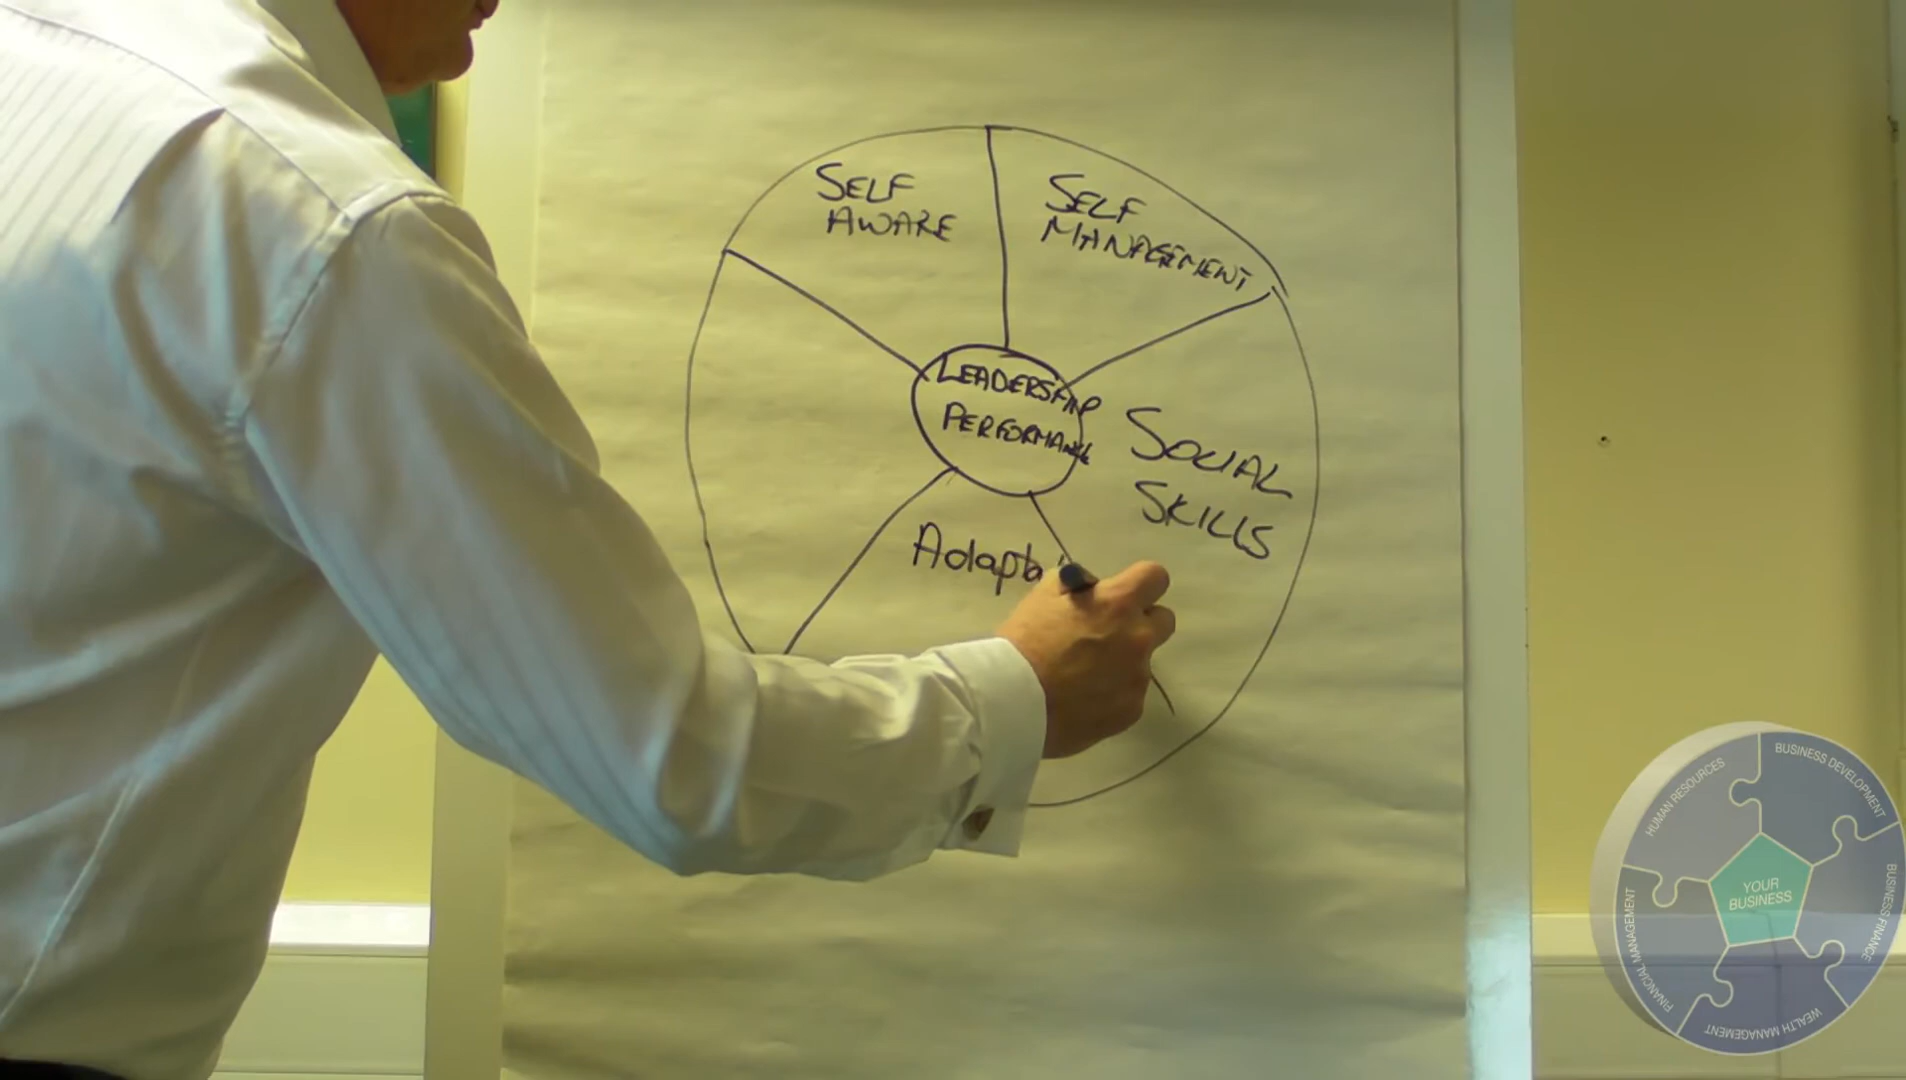 SELF
AWARE
SELF
MANAGEMENT
LEADERSHIP
PERFORMANCE
SOCIAL
SKILLS
Adapta
HUMAN RESOURCES
BUSINESS DEVELOPMENT
BUSINESS FINANCE
WEALTH MANAGEMENT
FINANCIAL MANAGEMENT
YOUR
BUSINESS